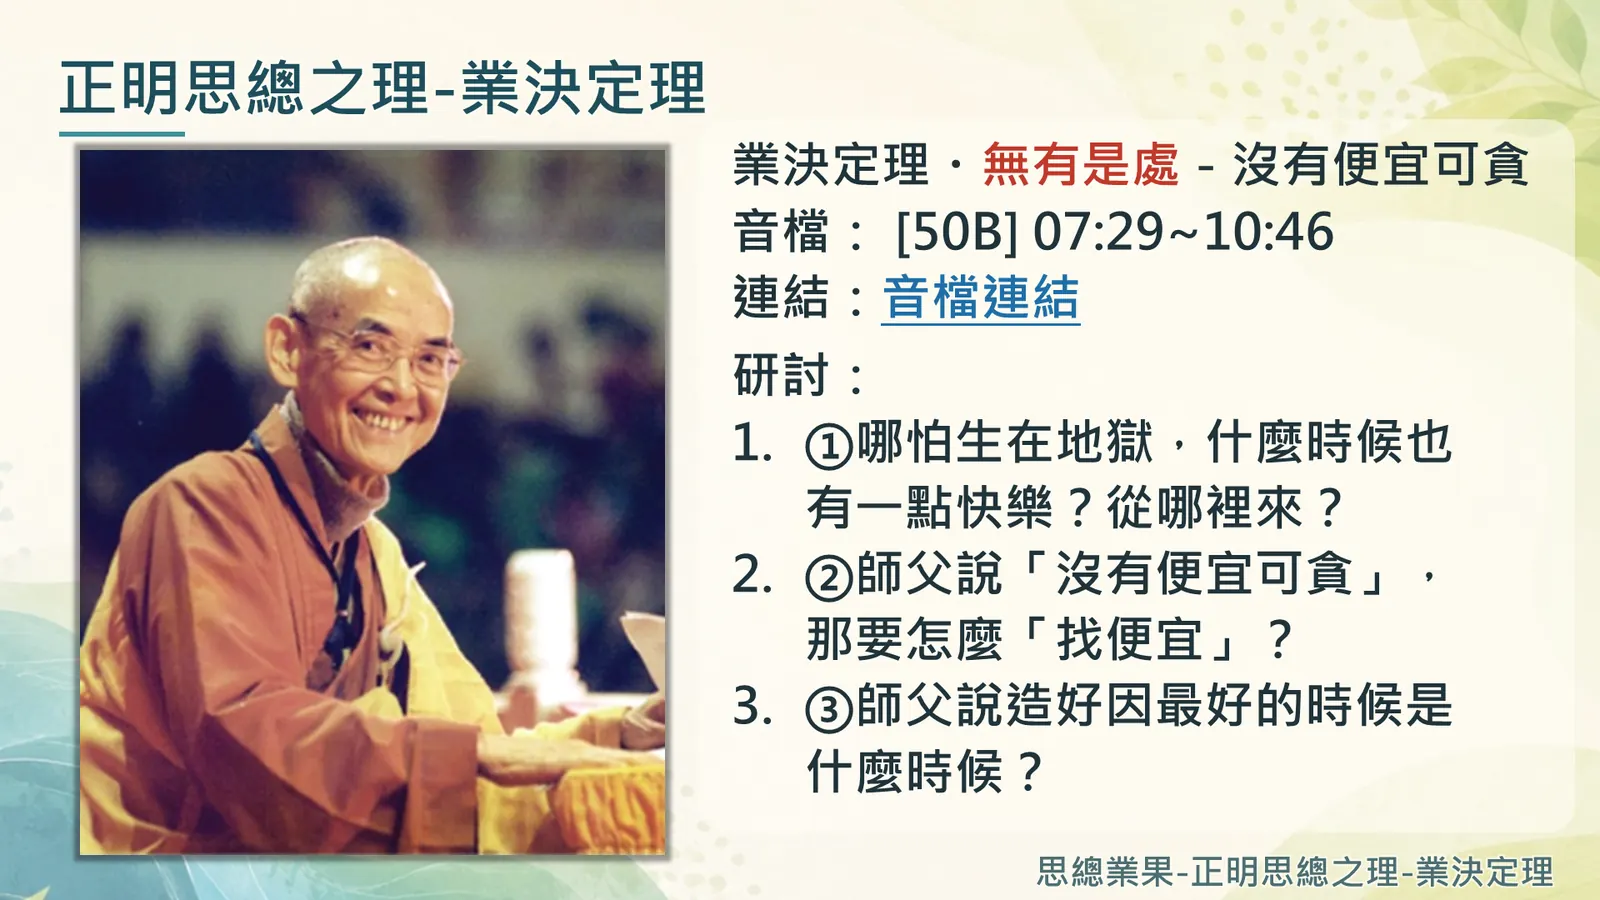 正明思總之理-業決定理
業決定理．無有是處 - 沒有便宜可貪
音檔： [50B] 07:29~10:46
連結：音檔連結
研討：
1. ①哪怕生在地獄，什麼時候也
有一點快樂？從哪裡來？
2. ②師父說「沒有便宜可貪」，
那要怎麼「找便宜」？
3. ③師父說造好因最好的時候是
什麼時候？
思總業果-正明思總之理-業決定理